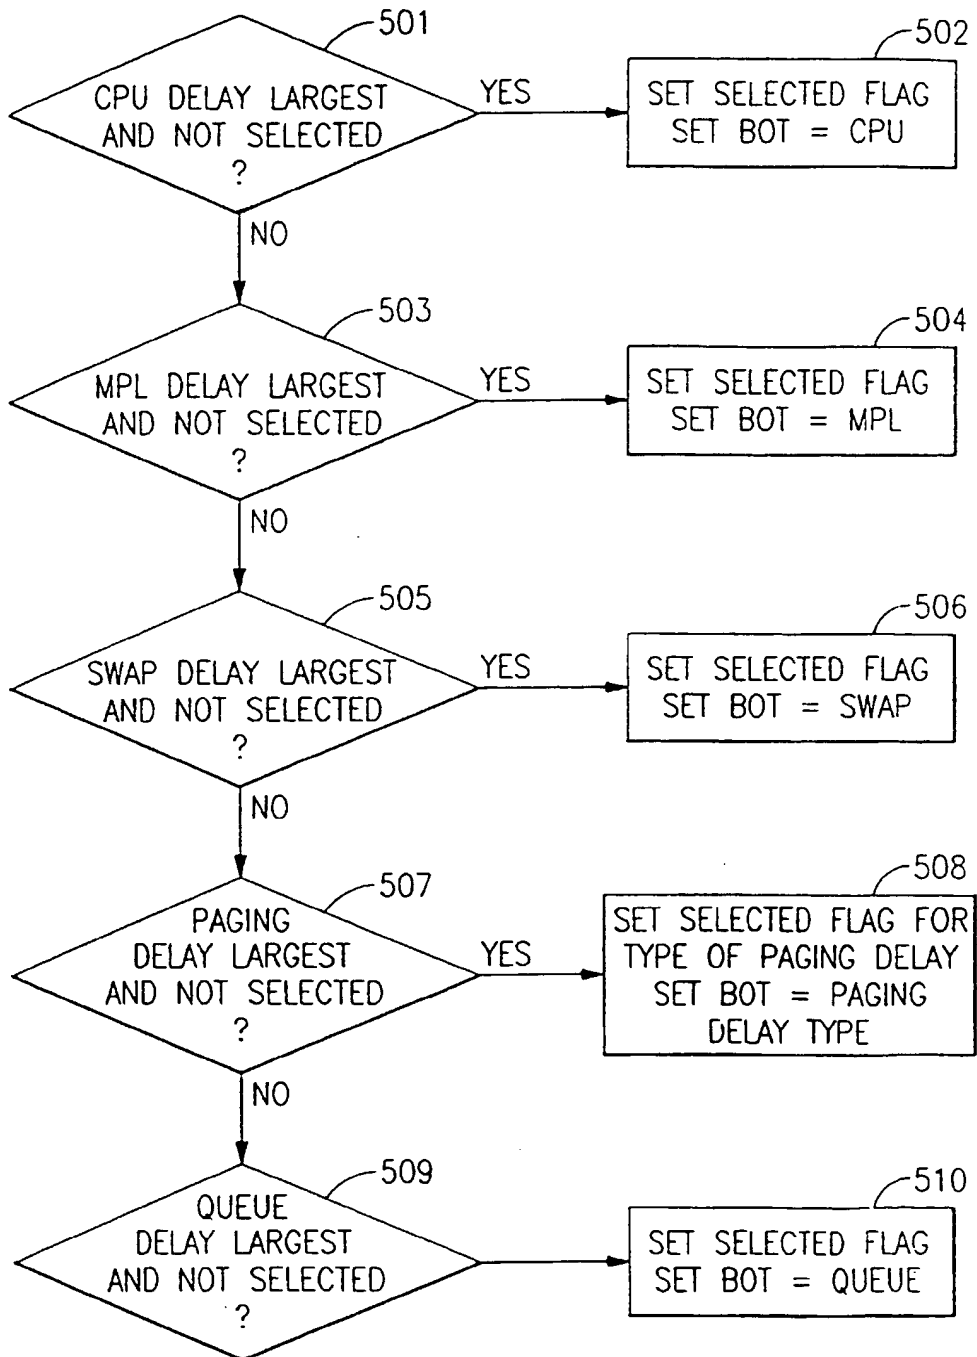 501
CPU DELAY LARGEST
AND NOT SELECTED
?
YES
502
SET SELECTED FLAG
SET BOT = CPU
NO
503
MPL DELAY LARGEST
AND NOT SELECTED
?
YES
504
SET SELECTED FLAG
SET BOT = MPL
NO
505
SWAP DELAY LARGEST
AND NOT SELECTED
?
YES
506
SET SELECTED FLAG
SET BOT = SWAP
NO
507
PAGING
DELAY LARGEST
AND NOT SELECTED
?
YES
508
SET SELECTED FLAG FOR
TYPE OF PAGING DELAY
SET BOT = PAGING
DELAY TYPE
NO
509
QUEUE
DELAY LARGEST
AND NOT SELECTED
?
510
SET SELECTED FLAG
SET BOT = QUEUE